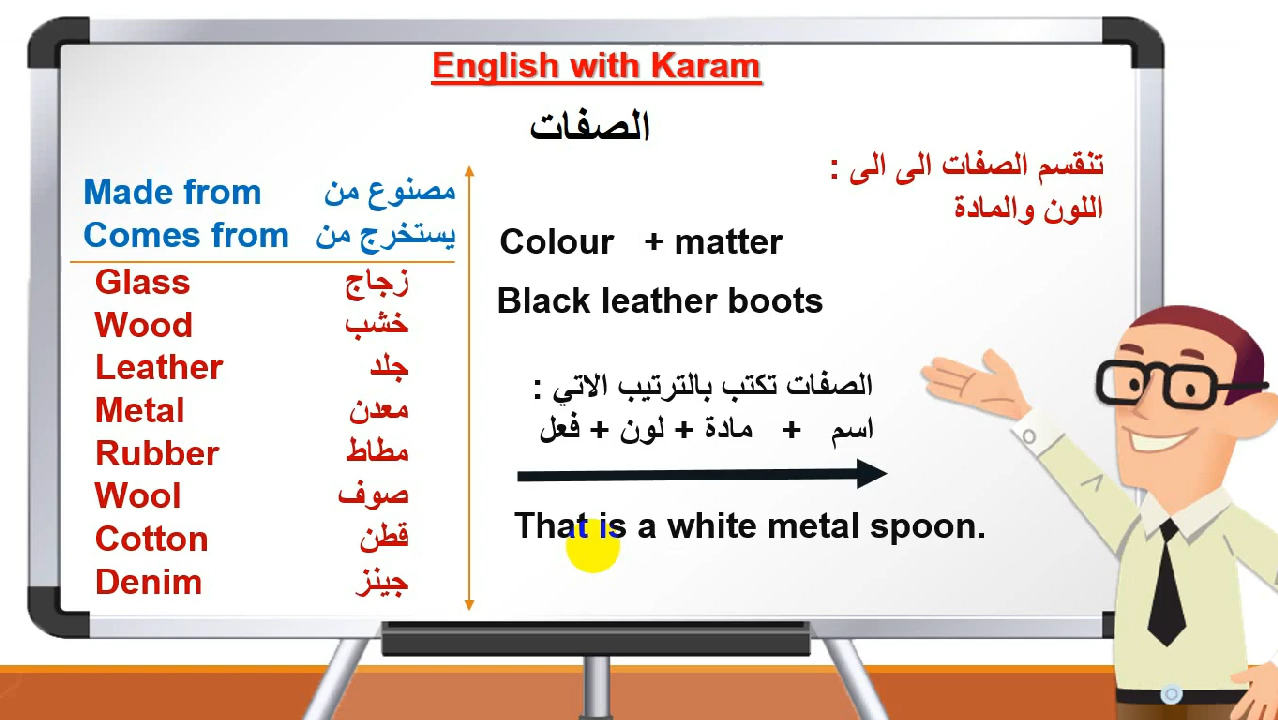 English with Karam
الصفات
تنقسم الصفات الى الى :
اللون والمادة
Made from مصنوع من
Comes from يستخرج من
Glass زجاج
Wood خشب
Leather جلد
Metal معدن
Rubber مطاط
Wool صوف
Cotton قطن
Denim جينز
Colour + matter
Black leather boots
الصفات تكتب بالترتيب الاتي :
اسم + مادة + لون + فعل
That is a white metal spoon.